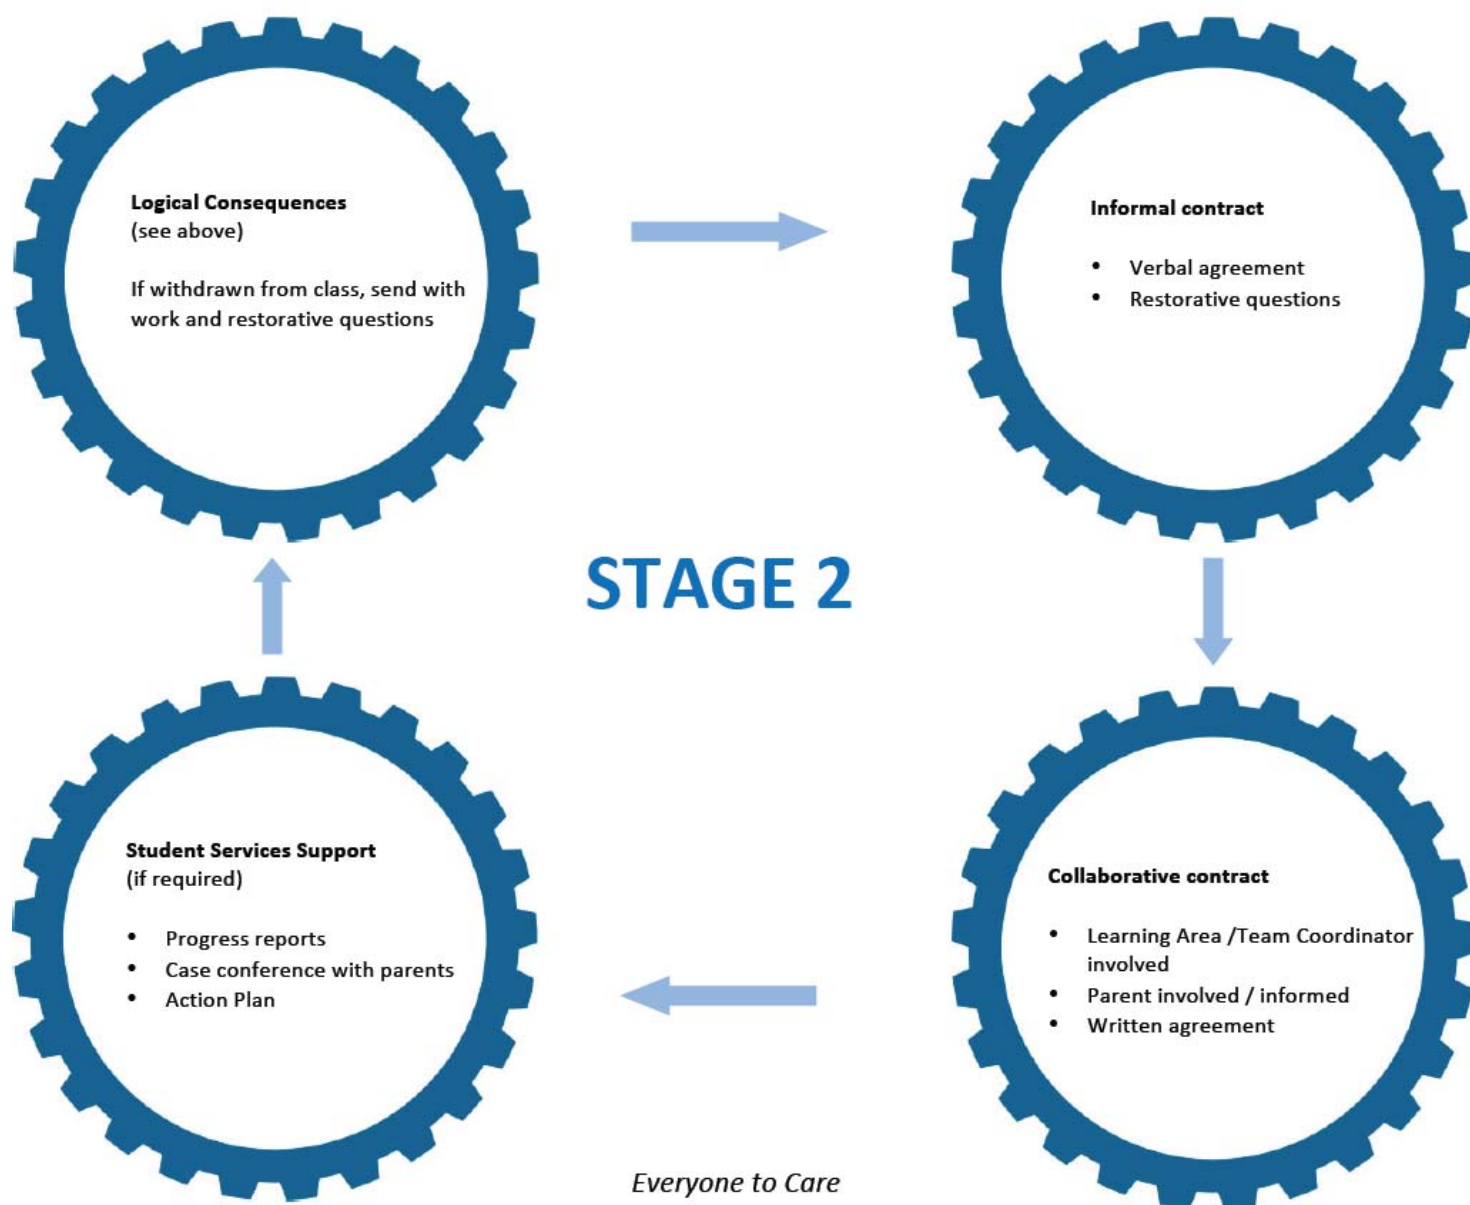 Logical Consequences
(see above)
If withdrawn from class, send with
work and restorative questions
Informal contract
• Verbal agreement
• Restorative questions
STAGE 2
Student Services Support
(if required)
• Progress reports
• Case conference with parents
• Action Plan
Collaborative contract
• Learning Area /Team Coordinator
involved
• Parent involved / informed
• Written agreement
Everyone to Care